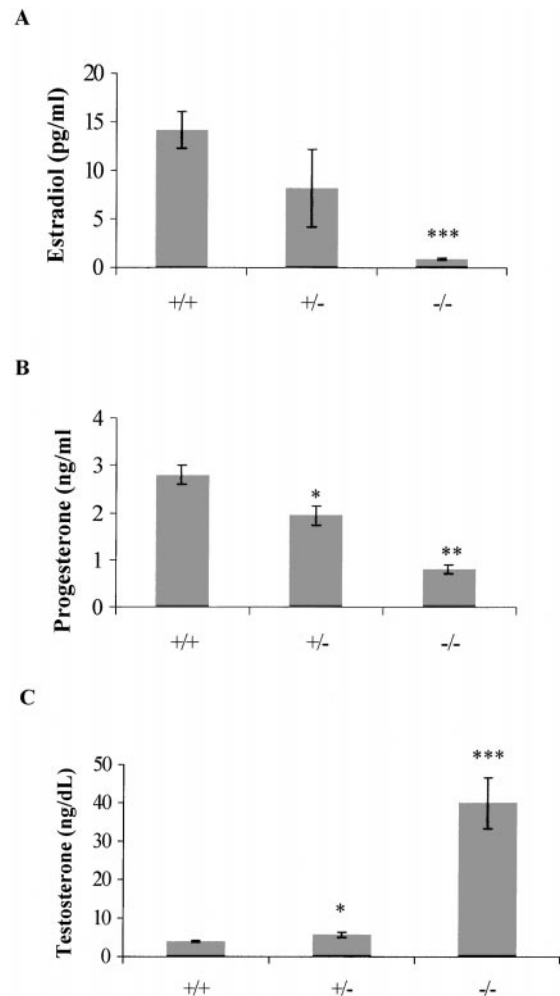 A
Estradiol (pg/ml)
20
15
10
5
0
***
+/+ +/- -/-
B
Progesterone (ng/ml
4
3
2
1
0
*
**
+/+ +/- -/-
C
Testosterone (ng/dL)
50
40
30
20
10
0
*
***
+/+ +/- -/-